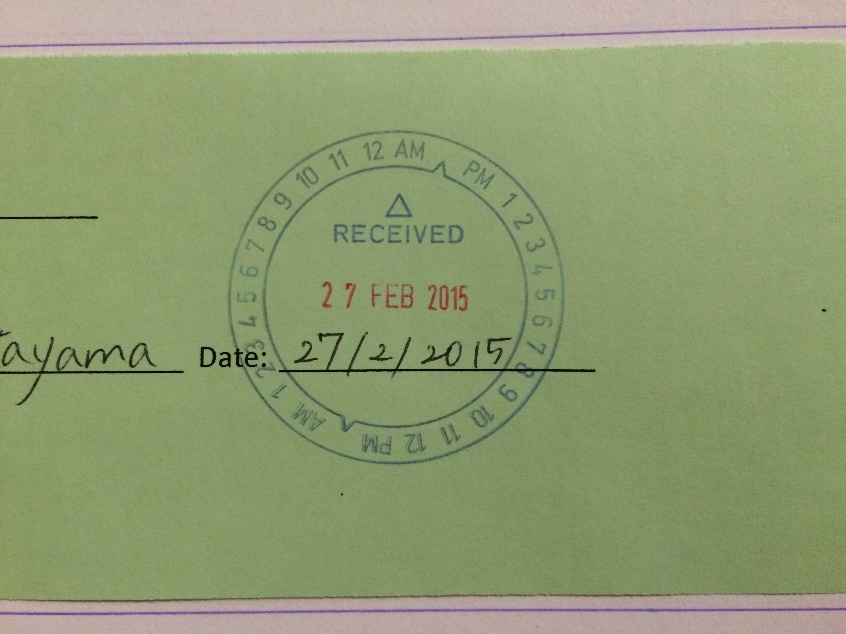 12 AM PM 1 2 3 4 5 6 7 8 9 10 11 12 PM AM 1 2 3 4 5 6 7 8 9 10 11
RECEIVED
27 FEB 2015
ayama Date: 27/2/2015